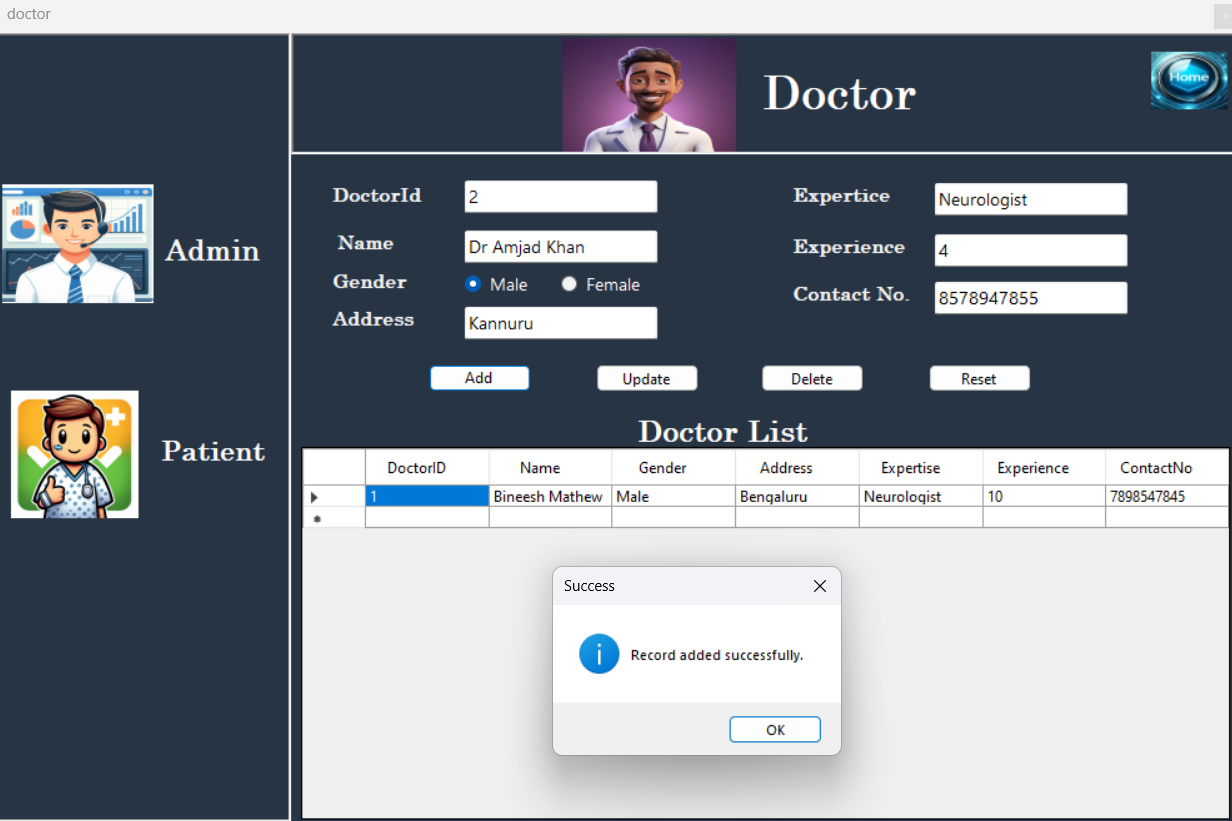 doctor
Doctor
Home
Admin
Patient
DoctorId 2
Name Dr Amjad Khan
Gender Male Female
Address Kannuru
Expertice Neurologist
Experience 4
Contact No. 8578947855
Add Update Delete Reset
Doctor List
DoctorID Name Gender Address Expertise Experience ContactNo
1 Bineesh Mathew Male Bengaluru Neurologist 10 7898547845
Success
Record added successfully.
OK